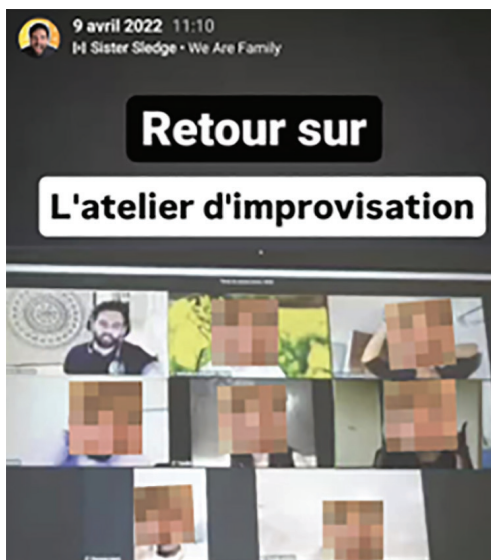 9 avril 2022 11:10
Sister Sledge • We Are Family
Retour sur
L'atelier d'improvisation